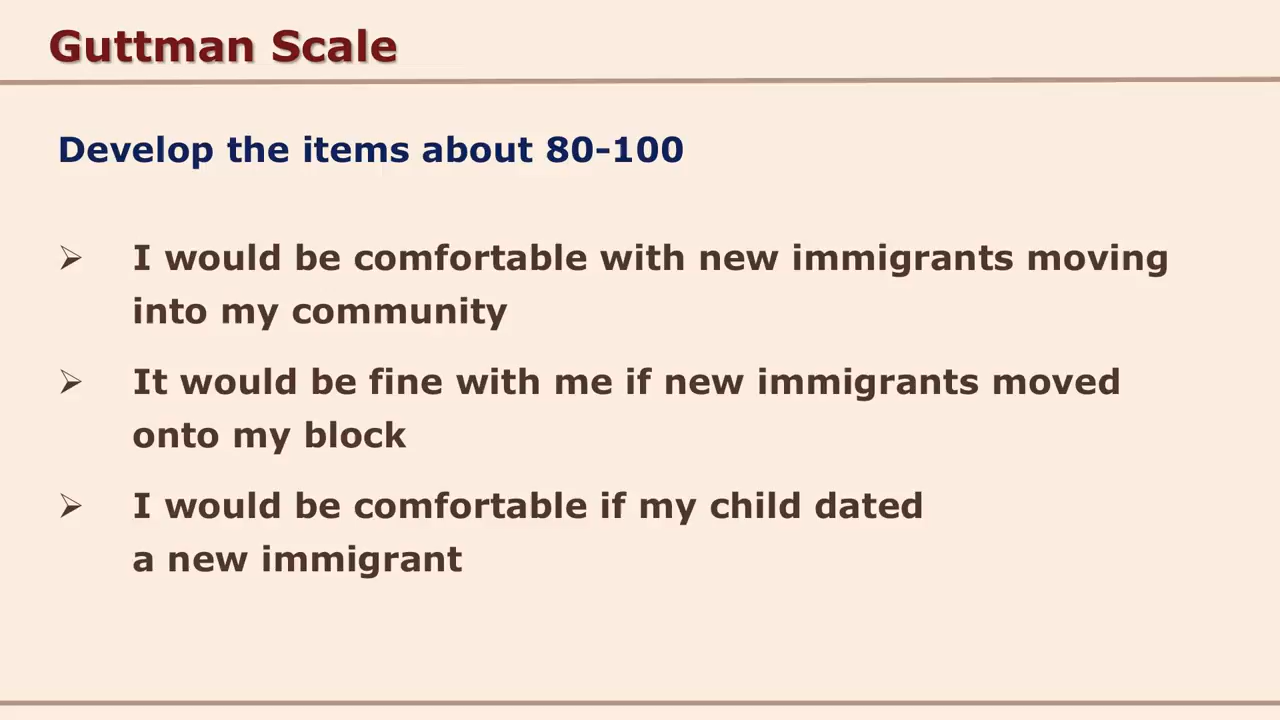 Guttman Scale
Develop the items about 80-100
➢ I would be comfortable with new immigrants moving
into my community
➢ It would be fine with me if new immigrants moved
onto my block
➢ I would be comfortable if my child dated
a new immigrant